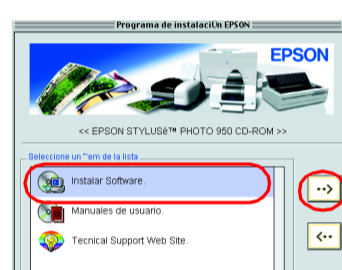 Programa de instalaciÛn EPSON
EPSON
<< EPSON STYLUSé™ PHOTO 950 CD-ROM >>
Seleccione un ˝em de la lista
Instalar Software.
Manuales de usuario.
Tecnical Support Web Site.